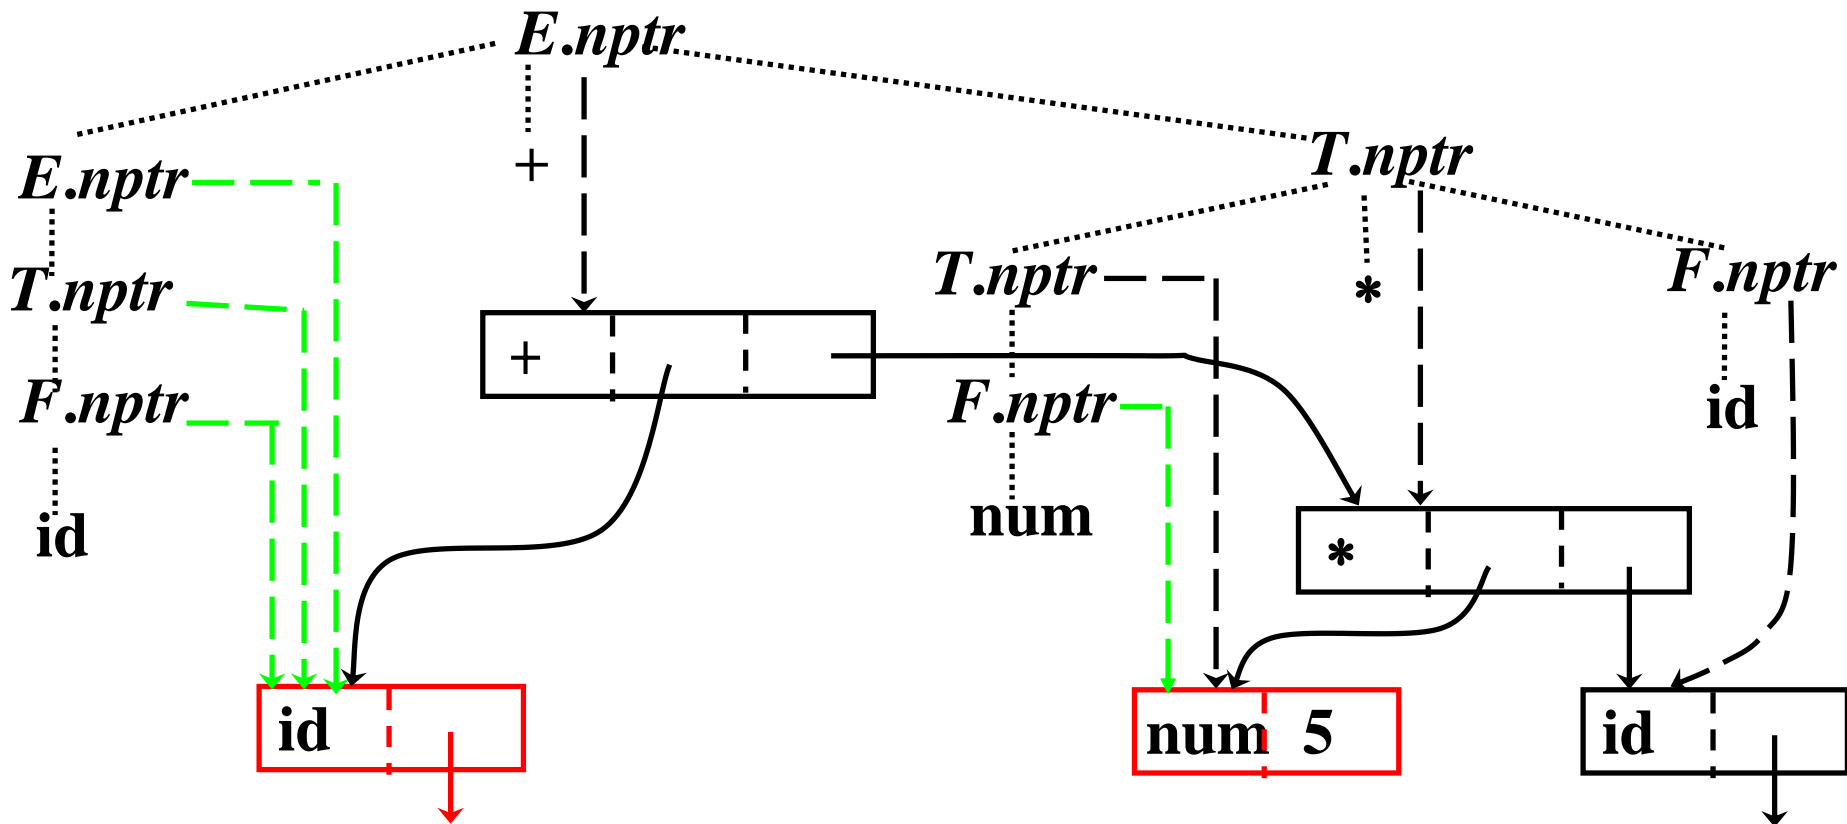 E.nptr
+
T.nptr
E.nptr
T.nptr
*
F.nptr
T.nptr
+
F.nptr
F.nptr
id
id
num
*
id
num 5
id